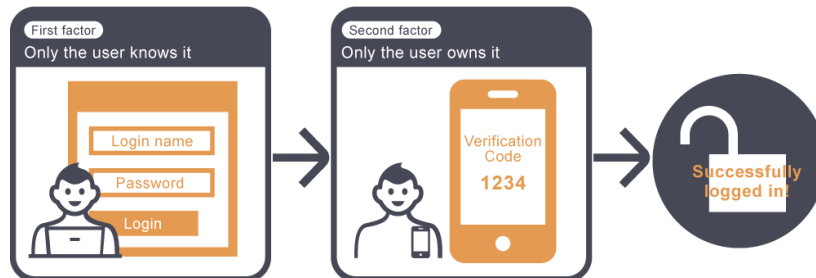 First factor
Only the user knows it
Login name
Password
Login
Second factor
Only the user owns it
Verification
Code
1234
Successfully
logged in!